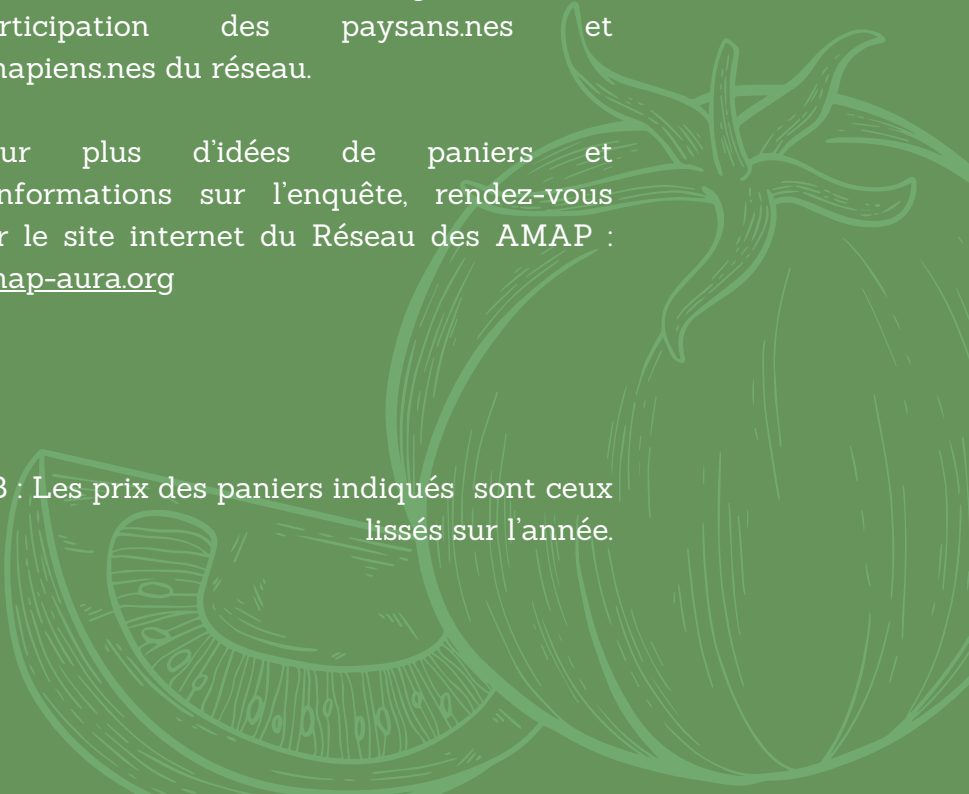 rticipation des paysans.nes et
napiens.nes du réseau.
ur plus d'idées de paniers et
nformations sur l'enquête, rendez-vous
r le site internet du Réseau des AMAP :
nap-aura.org
B : Les prix des paniers indiqués sont ceux
lissés sur l'année.